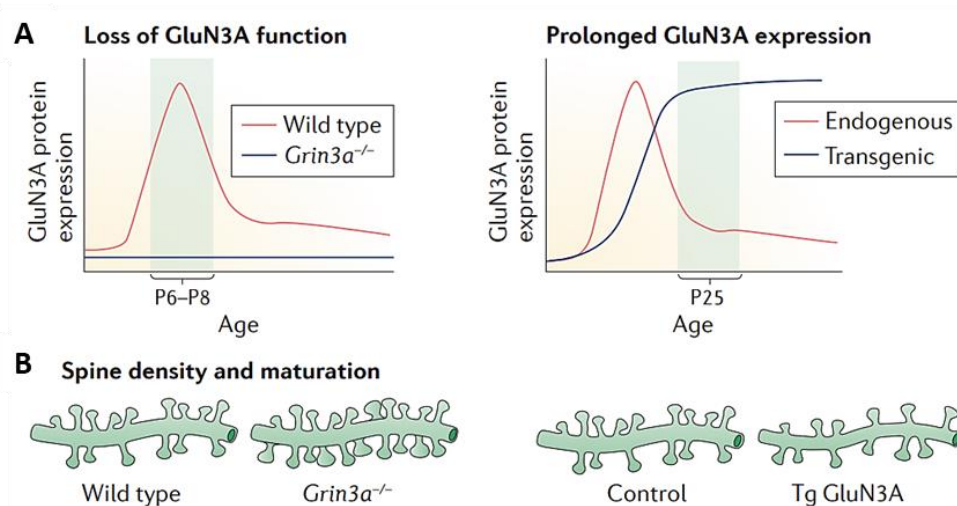 A
Loss of GluN3A function
GluN3A protein
expression
Wild type
Grin3a⁻/⁻
P6–P8
Age
Prolonged GluN3A expression
GluN3A protein
expression
Endogenous
Transgenic
P25
Age
B
Spine density and maturation
Wild type
Grin3a⁻/⁻
Control
Tg GluN3A